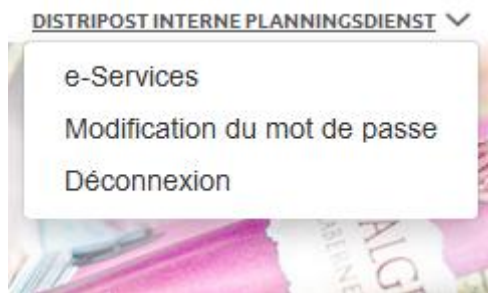 DISTRIPOST INTERNE PLANNINGSDIENST
e-Services
Modification du mot de passe
Déconnexion